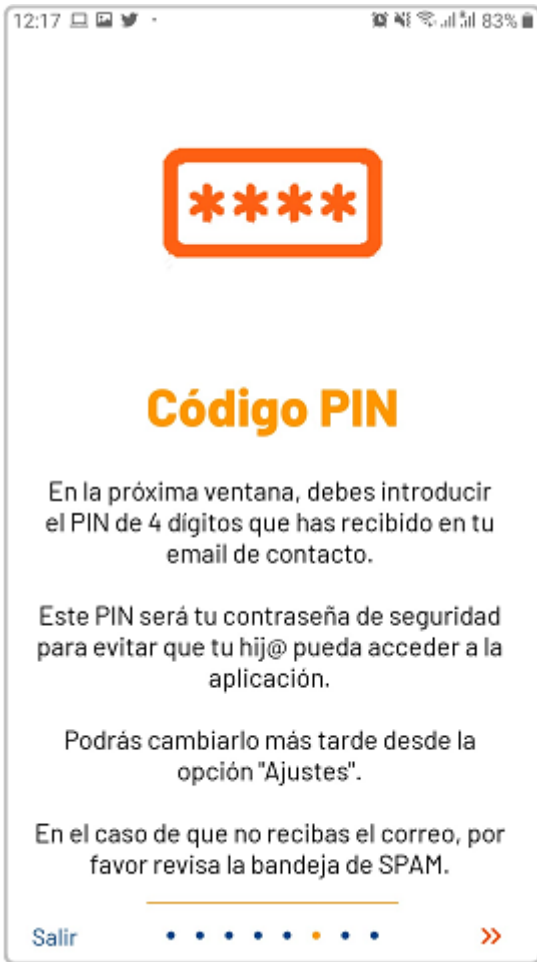 12:17
83%
****
Código PIN
En la próxima ventana, debes introducir
el PIN de 4 dígitos que has recibido en tu
email de contacto.
Este PIN será tu contraseña de seguridad
para evitar que tu hij@ pueda acceder a la
aplicación.
Podrás cambiarlo más tarde desde la
opción "Ajustes".
En el caso de que no recibas el correo, por
favor revisa la bandeja de SPAM.
Salir